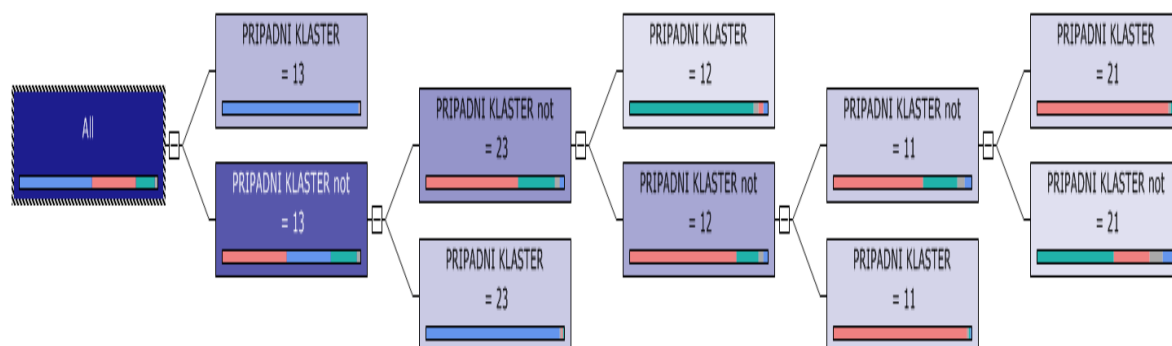 All
PRIPADNI KLASTER
= 13
PRIPADNI KLASTER not
= 13
PRIPADNI KLASTER not
= 23
PRIPADNI KLASTER
= 23
PRIPADNI KLASTER
= 12
PRIPADNI KLASTER not
= 12
PRIPADNI KLASTER not
= 11
PRIPADNI KLASTER
= 11
PRIPADNI KLASTER
= 21
PRIPADNI KLASTER not
= 21